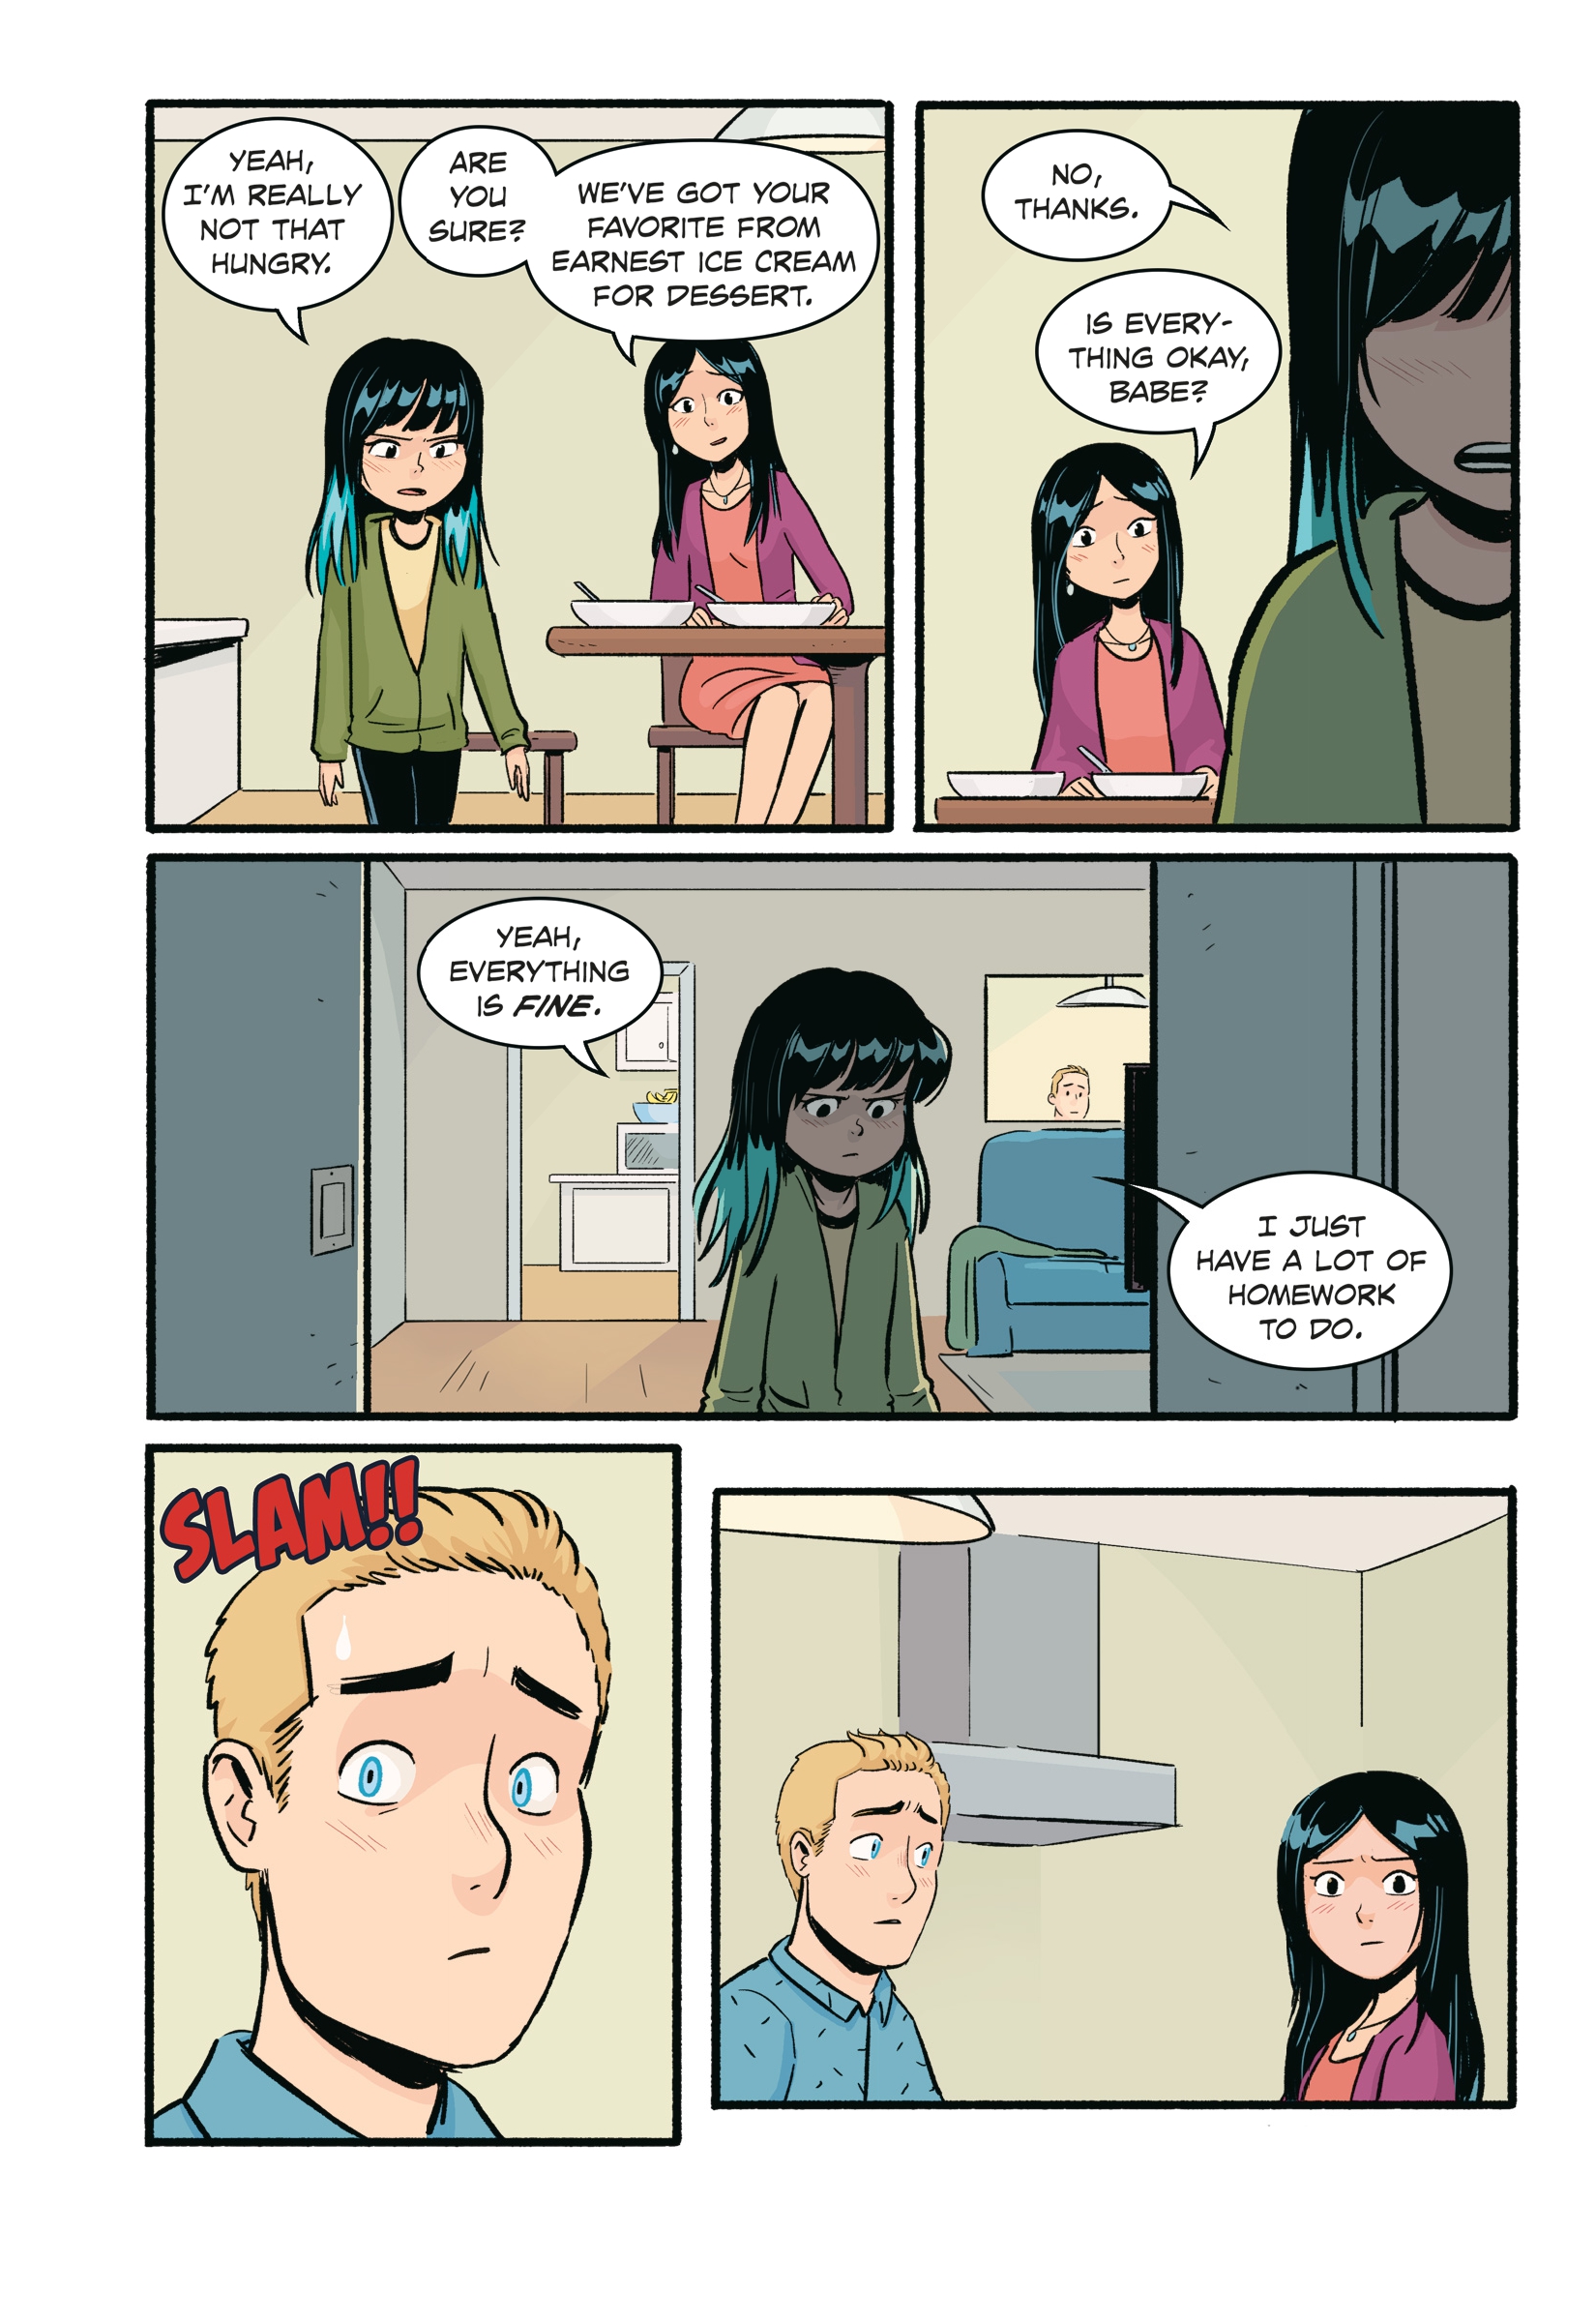 YEAH,
I'M REALLY
NOT THAT
HUNGRY.
ARE
YOU
SURE?
WE'VE GOT YOUR
FAVORITE FROM
EARNEST ICE CREAM
FOR DESSERT.
NO,
THANKS.
IS EVERY-
THING OKAY,
BABE?
YEAH,
EVERYTHING
IS FINE.
I JUST
HAVE A LOT OF
HOMEWORK
TO DO.
SLAM!!